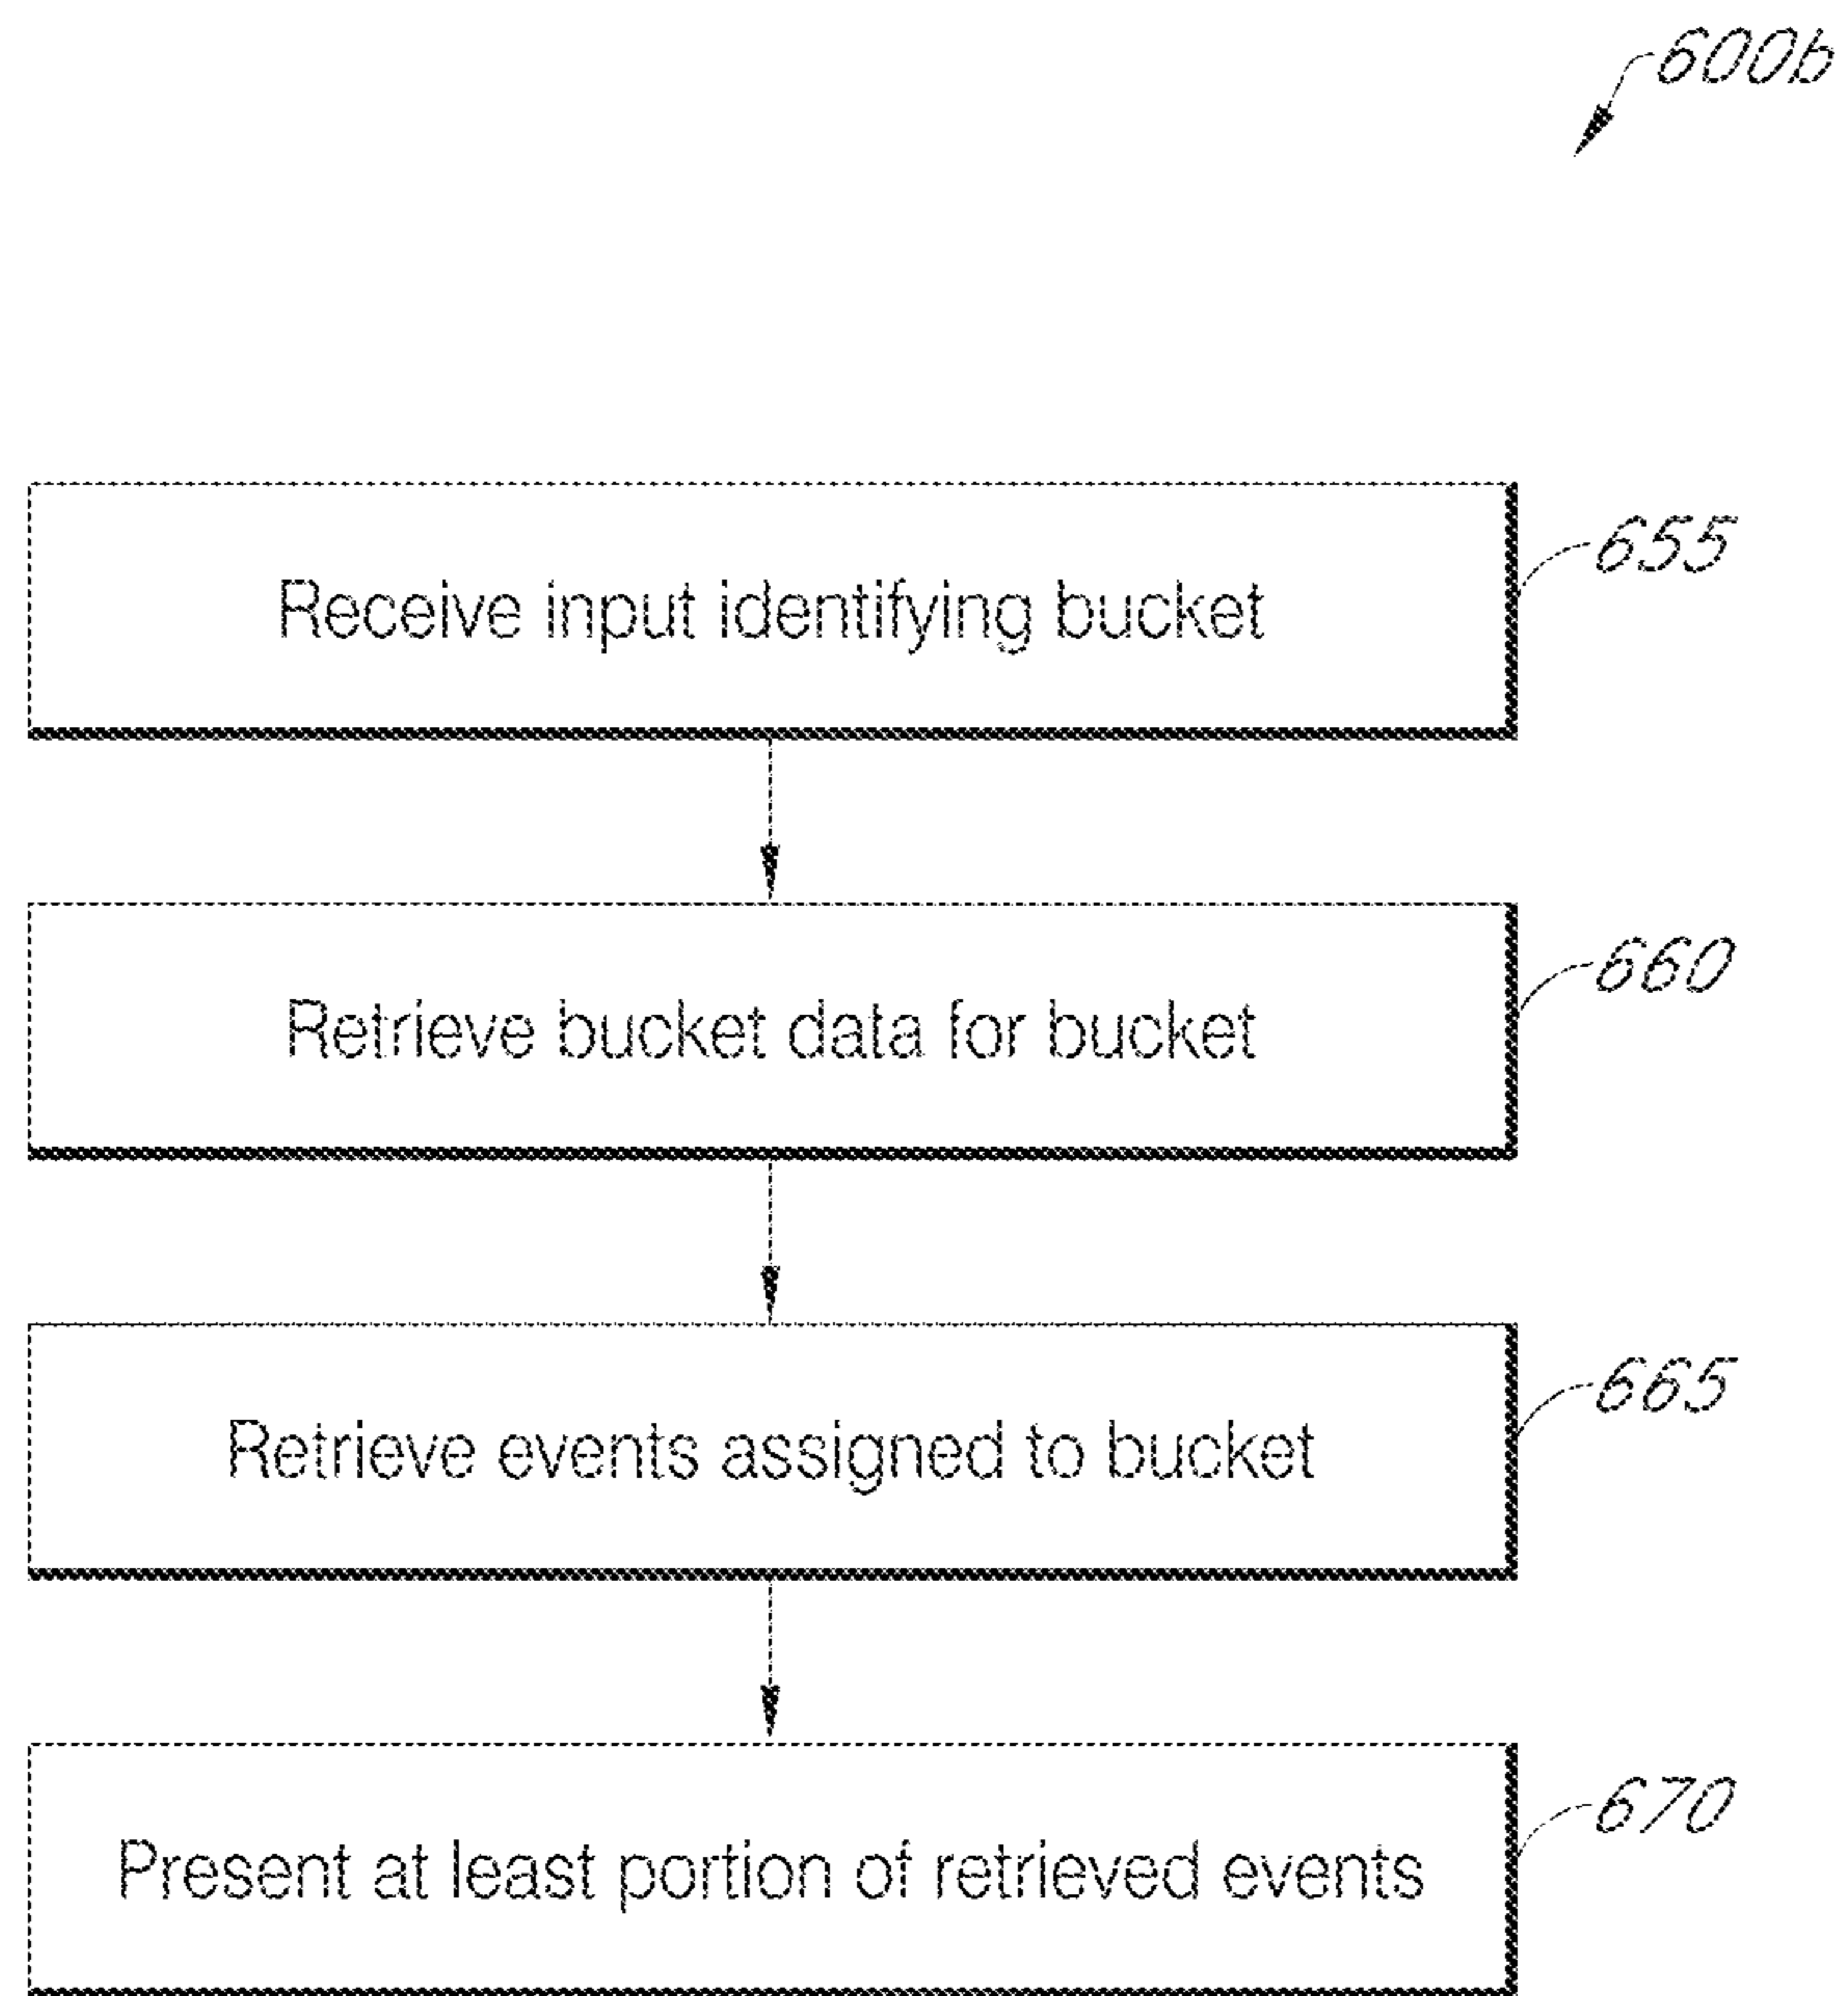 600b
Receive input identifying bucket
655
Retrieve bucket data for bucket
660
Retrieve events assigned to bucket
665
Present at least portion of retrieved events
670